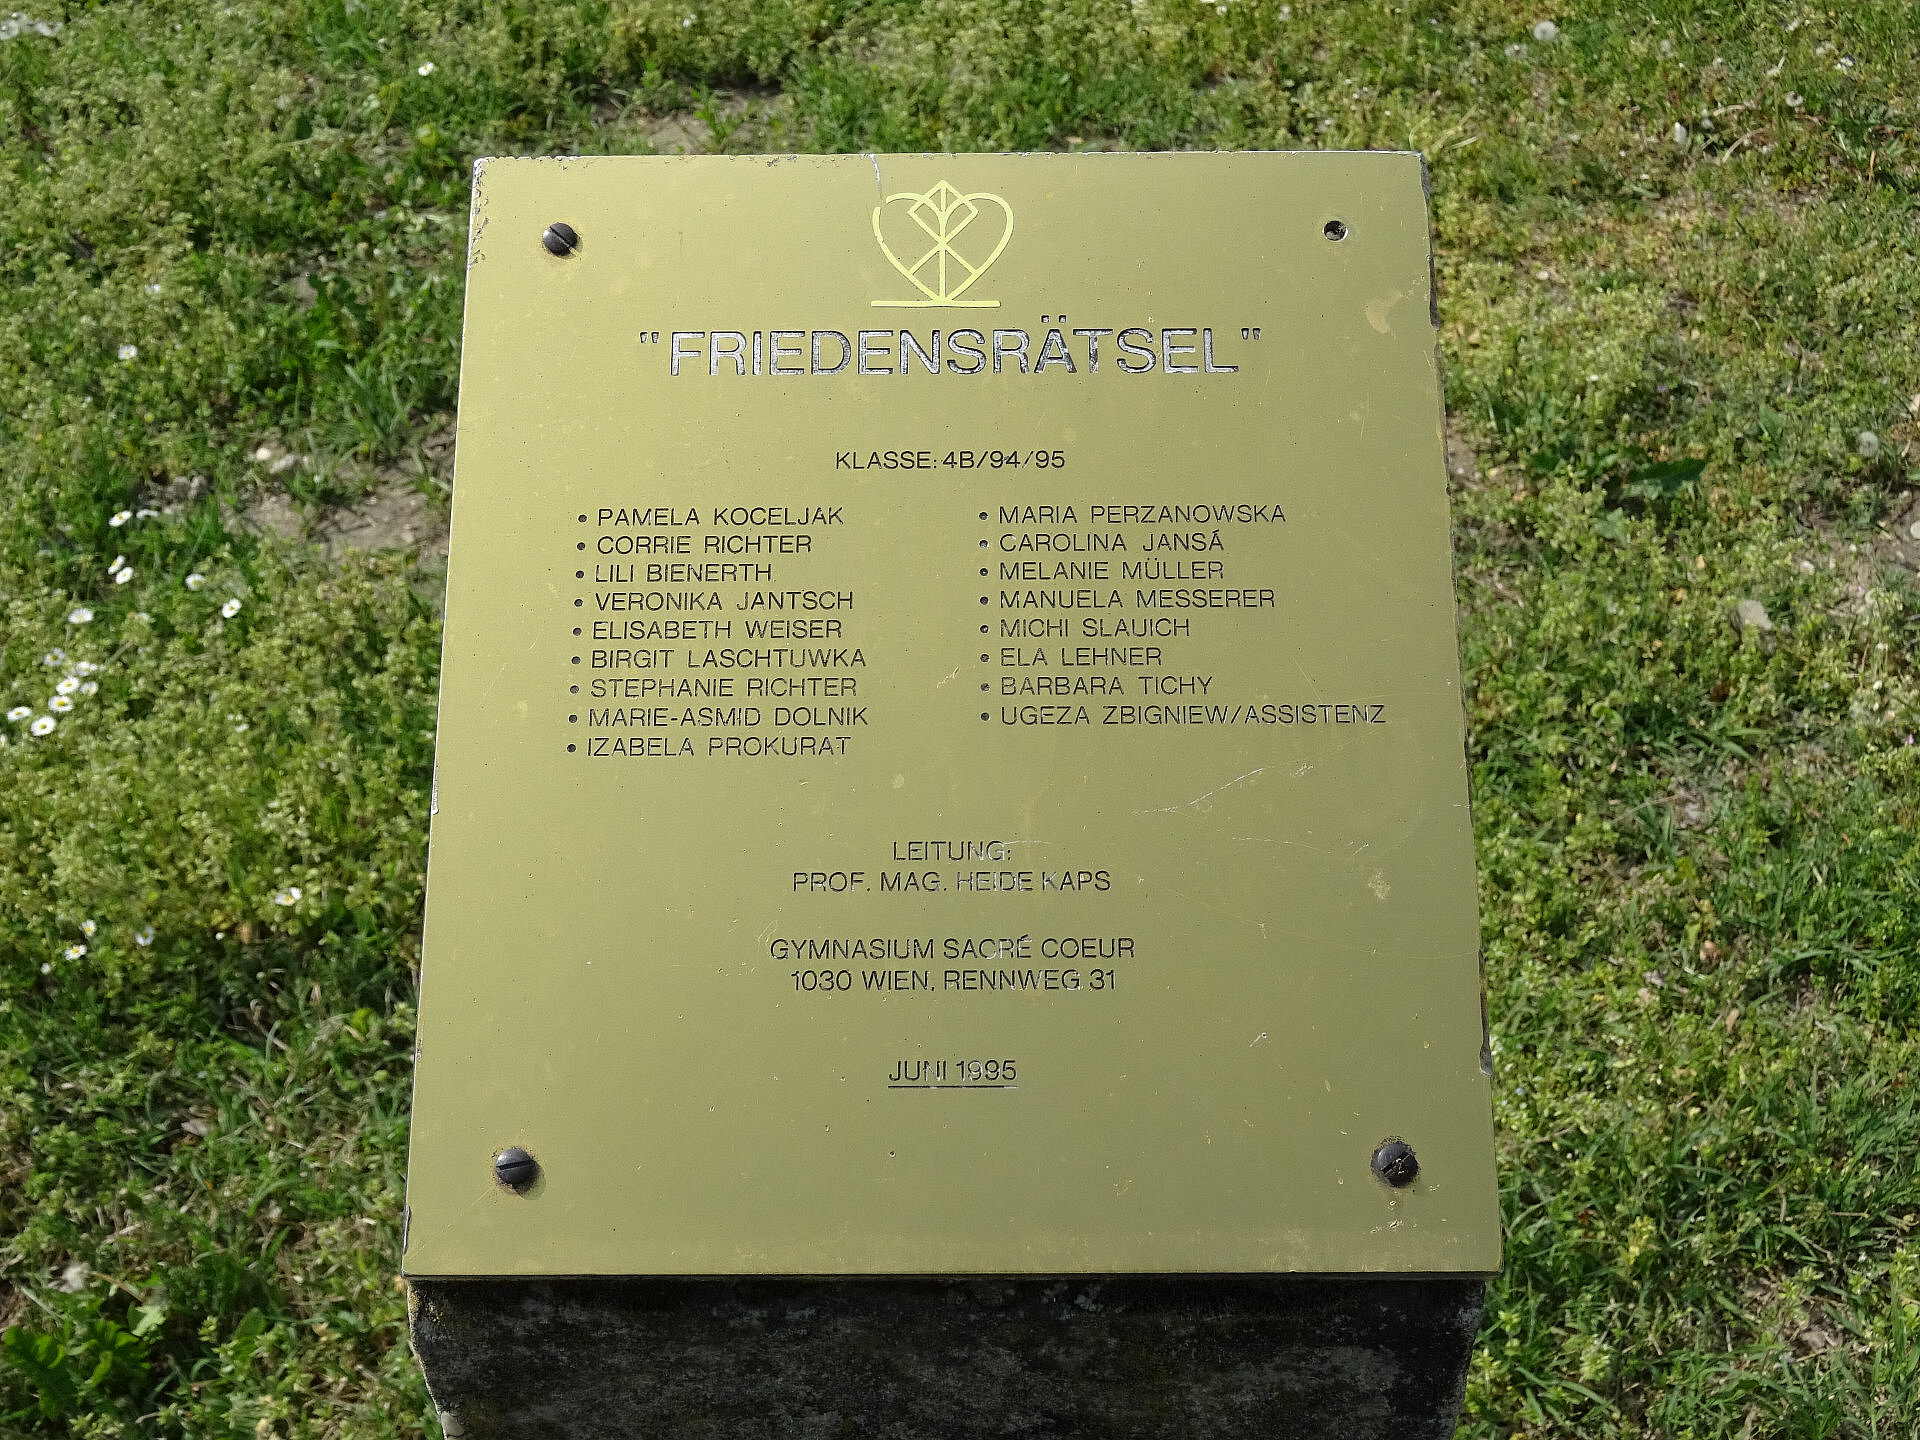 "FRIEDENSRÄTSEL"
KLASSE: 4B/94/95
• PAMELA KOCELJAK
• CORRIE RICHTER
• LILI BIENERTH
• VERONIKA JANTSCH
• ELISABETH WEISER
• BIRGIT LASCHTUWKA
• STEPHANIE RICHTER
• MARIE-ASMID DOLNIK
• IZABELA PROKURAT
• MARIA PERZANOWSKA
• CAROLINA JANSÁ
• MELANIE MÜLLER
• MANUELA MESSERER
• MICHI SLAUICH
• ELA LEHNER
• BARBARA TICHY
• UGEZA ZBIGNIEW/ASSISTENZ
LEITUNG:
PROF. MAG. HEIDE KAPS
GYMNASIUM SACRÉ COEUR
1030 WIEN, RENNWEG 31
JUNI 1995